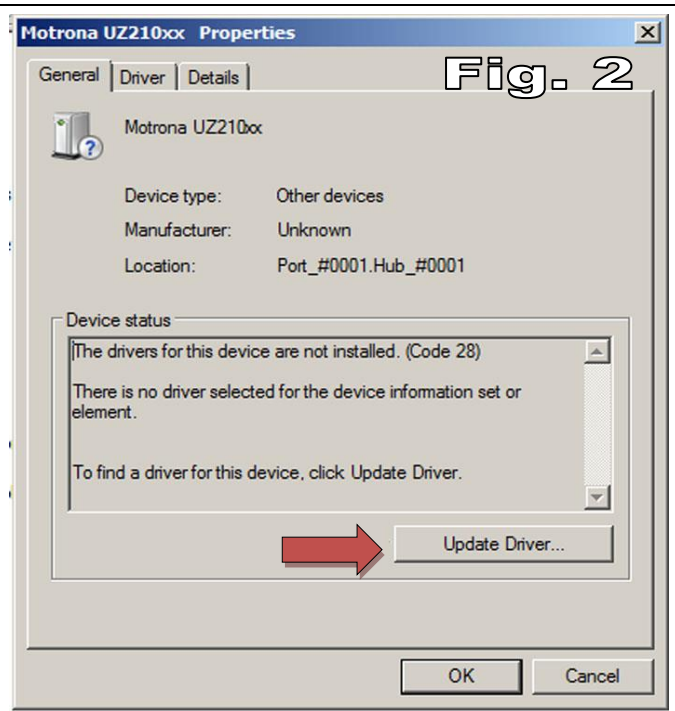 Motrona UZ210xx Properties
Fig. 2
General Driver Details
Motrona UZ210xx
Device type: Other devices
Manufacturer: Unknown
Location: Port_#0001.Hub_#0001
Device status
The drivers for this device are not installed. (Code 28)
There is no driver selected for the device information set or
element.
To find a driver for this device, click Update Driver.
Update Driver...
OK Cancel